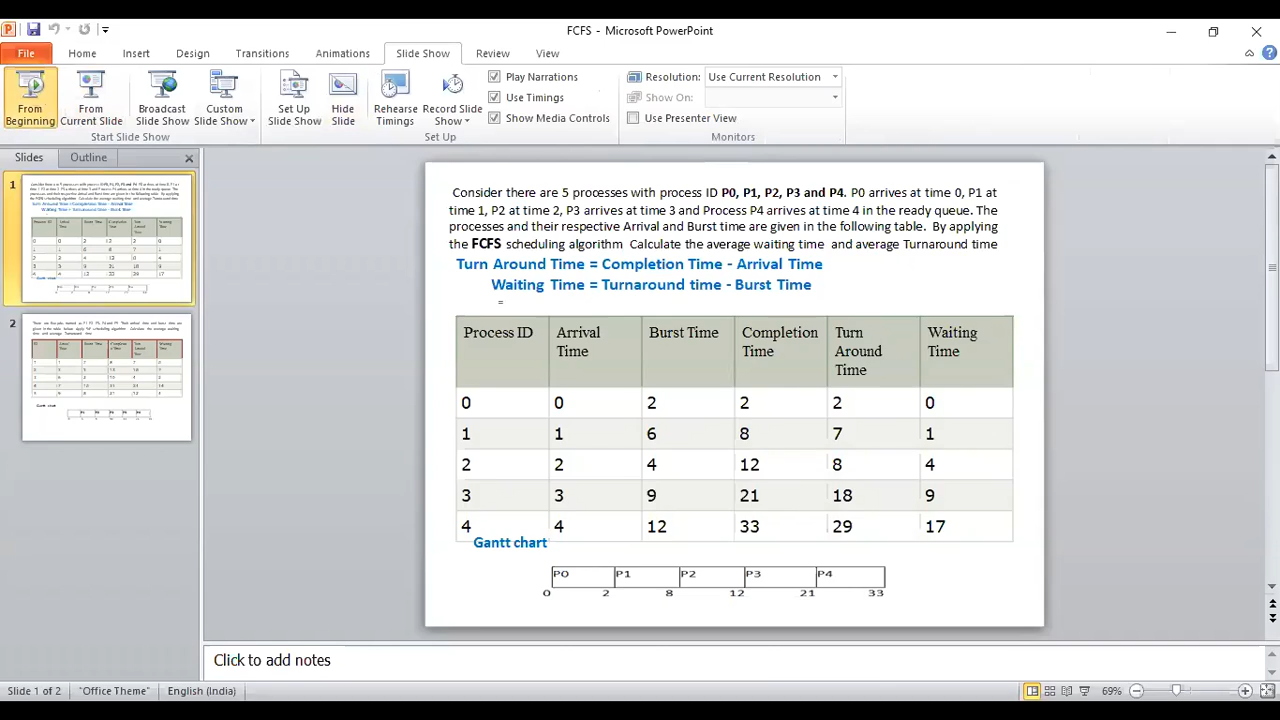 FCFS - Microsoft PowerPoint
File Home Insert Design Transitions Animations Slide Show Review View
From Beginning
From Current Slide
Broadcast Slide Show
Custom Slide Show
Set Up Slide Show
Hide Slide
Rehearse Timings
Record Slide Show
Play Narrations
Use Timings
Show Media Controls
Resolution: Use Current Resolution
Show On:
Use Presenter View
Start Slide Show Set Up Monitors
Slides Outline
1
2
Consider there are 5 processes with process ID P0, P1, P2, P3 and P4. P0 arrives at time 0, P1 at
time 1, P2 at time 2, P3 arrives at time 3 and Process P4 arrives at time 4 in the ready queue. The
processes and their respective Arrival and Burst time are given in the following table. By applying
the FCFS scheduling algorithm Calculate the average waiting time and average Turnaround time
Turn Around Time = Completion Time - Arrival Time
Waiting Time = Turnaround time - Burst Time
=
Process ID Arrival Time Burst Time Completion Time Turn Around Time Waiting Time
0 0 2 2 2 0
1 1 6 8 7 1
2 2 4 12 8 4
3 3 9 21 18 9
4 4 12 33 29 17
Gantt chart
P0 P1 P2 P3 P4
0 2 8 12 21 33
Click to add notes
Slide 1 of 2 "Office Theme" English (India) 69%